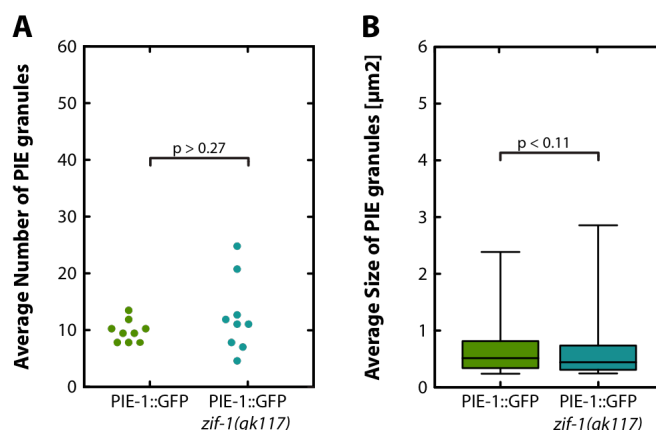 A
Average Number of PIE granules
60
50
40
30
20
10
0
p > 0.27
PIE-1::GFP
PIE-1::GFP
zif-1(gk117)
B
Average Size of PIE granules [µm2]
6
5
4
3
2
1
0
p < 0.11
PIE-1::GFP
PIE-1::GFP
zif-1(gk117)